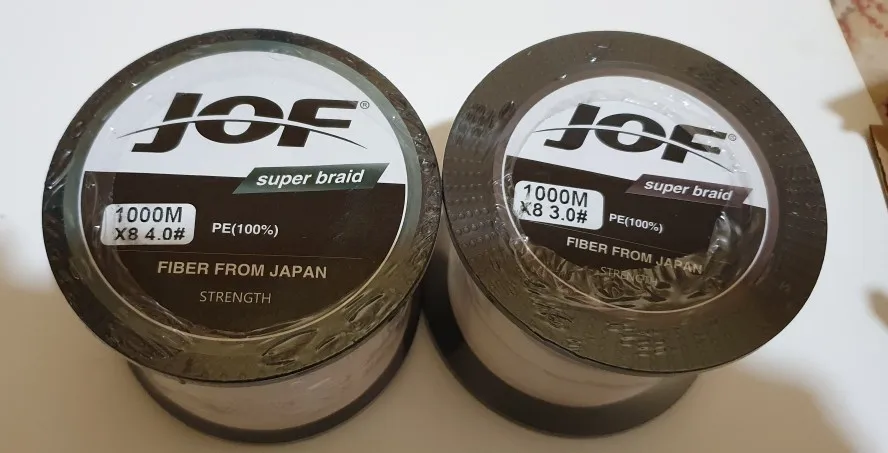 JOF®
super braid
1000M
X8 4.0#
PE(100%)
FIBER FROM JAPAN
STRENGTH
JOF®
super braid
1000M
X8 3.0#
PE(100%)
FIBER FROM JAPAN
STRENGTH